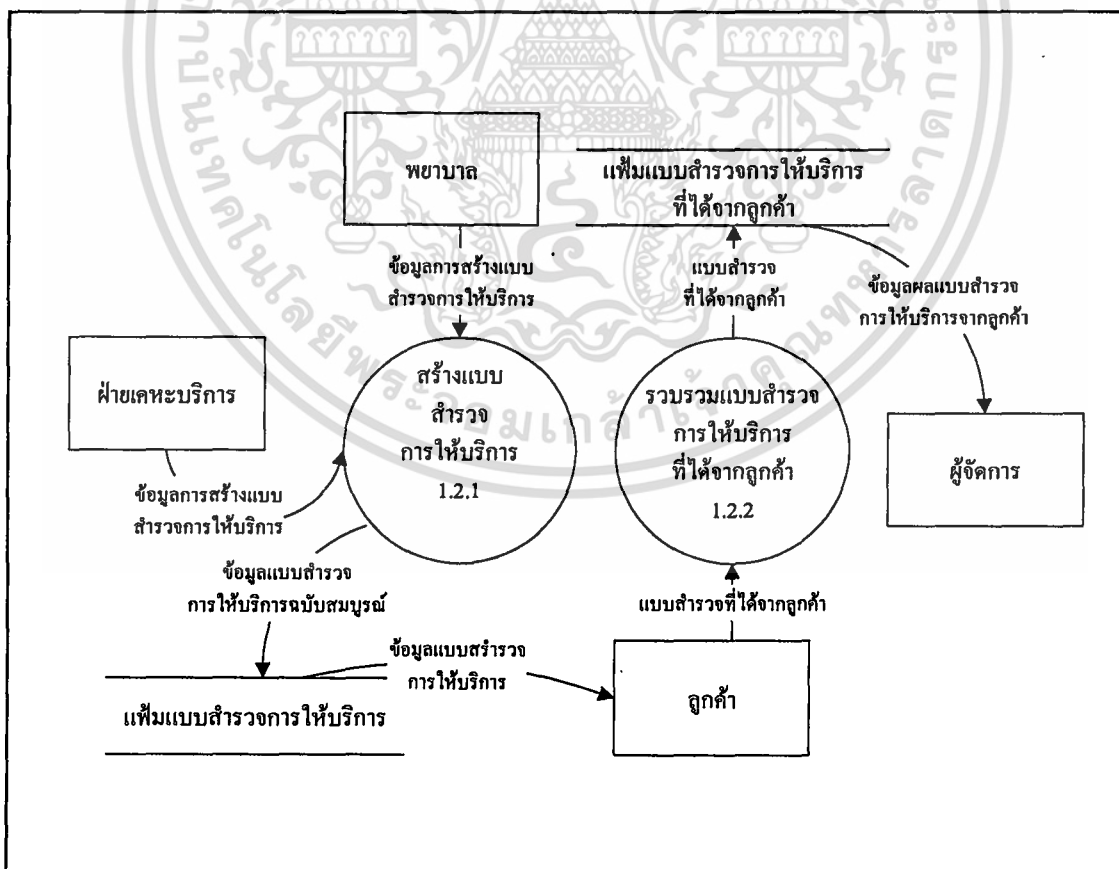 พยาบาล
แฟ้มแบบสำรวจการให้บริการ
ที่ได้จากลูกค้า
ข้อมูลการสร้างแบบ
สำรวจการให้บริการ
แบบสำรวจ
ที่ได้จากลูกค้า
ข้อมูลผลแบบสำรวจ
การให้บริการจากลูกค้า
ฝ่ายเคหะบริการ
สร้างแบบ
สำรวจ
การให้บริการ
1.2.1
รวบรวมแบบสำรวจ
การให้บริการ
ที่ได้จากลูกค้า
1.2.2
ผู้จัดการ
ข้อมูลการสร้างแบบ
สำรวจการให้บริการ
ข้อมูลแบบสำรวจ
การให้บริการฉบับสมบูรณ์
แบบสำรวจที่ได้จากลูกค้า
ข้อมูลแบบสรำรวจ
การให้บริการ
ลูกค้า
แฟ้มแบบสำรวจการให้บริการ